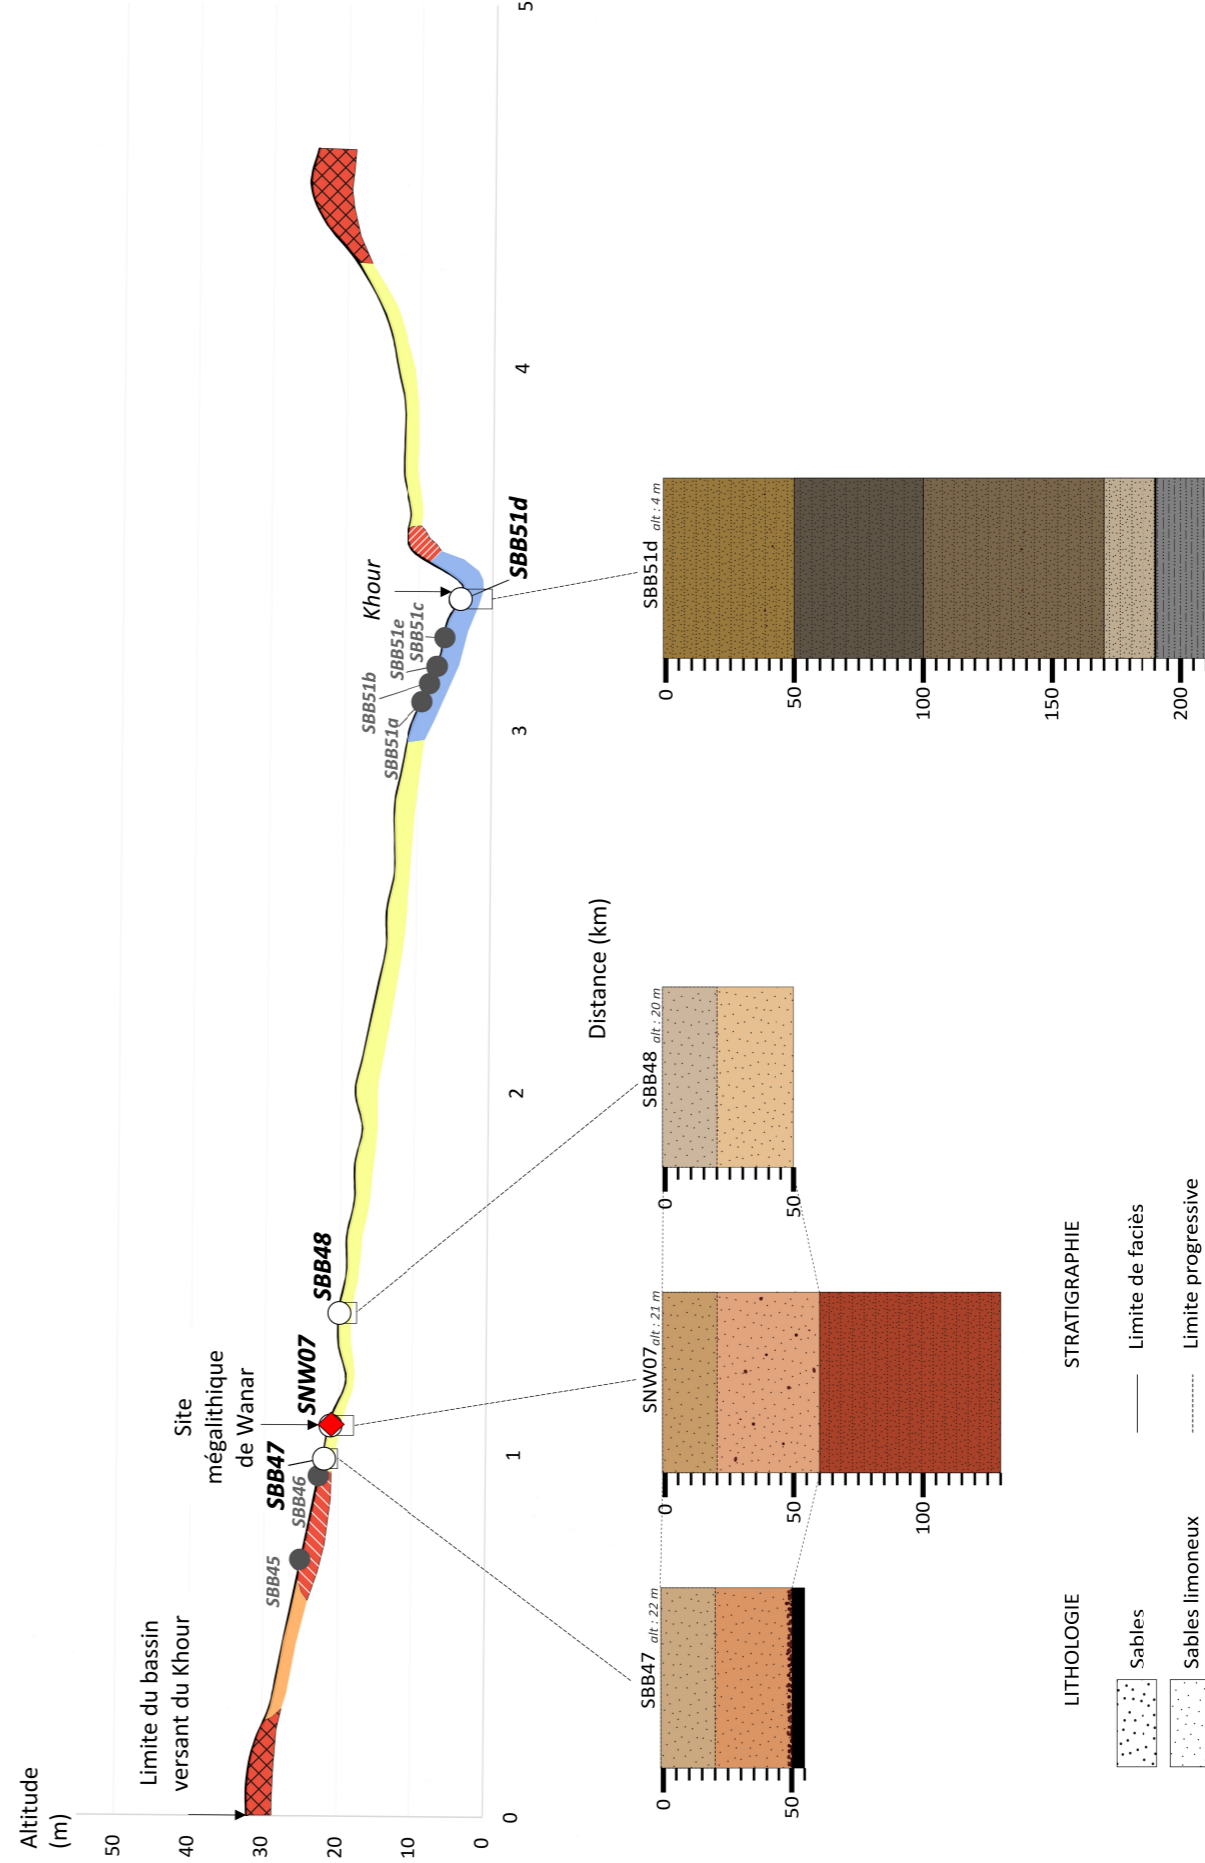 Altitude
(m)
50
40
30
20
10
0
Limite du bassin
versant du Khour
SBB45
SBB46
SBB47
Site
mégalithique
de Wanar
SNW07
SBB48
SBB51a
SBB51b
SBB51e
SBB51c
Khour
SBB51d
0
1
2
3
4
5
Distance (km)
SBB47
alt : 22 m
0
50
SNW07
alt : 21 m
0
50
100
SBB48
alt : 20 m
0
50
SBB51d
alt : 4 m
0
50
100
150
200
LITHOLOGIE
Sables
Sables limoneux
STRATIGRAPHIE
Limite de faciès
Limite progressive